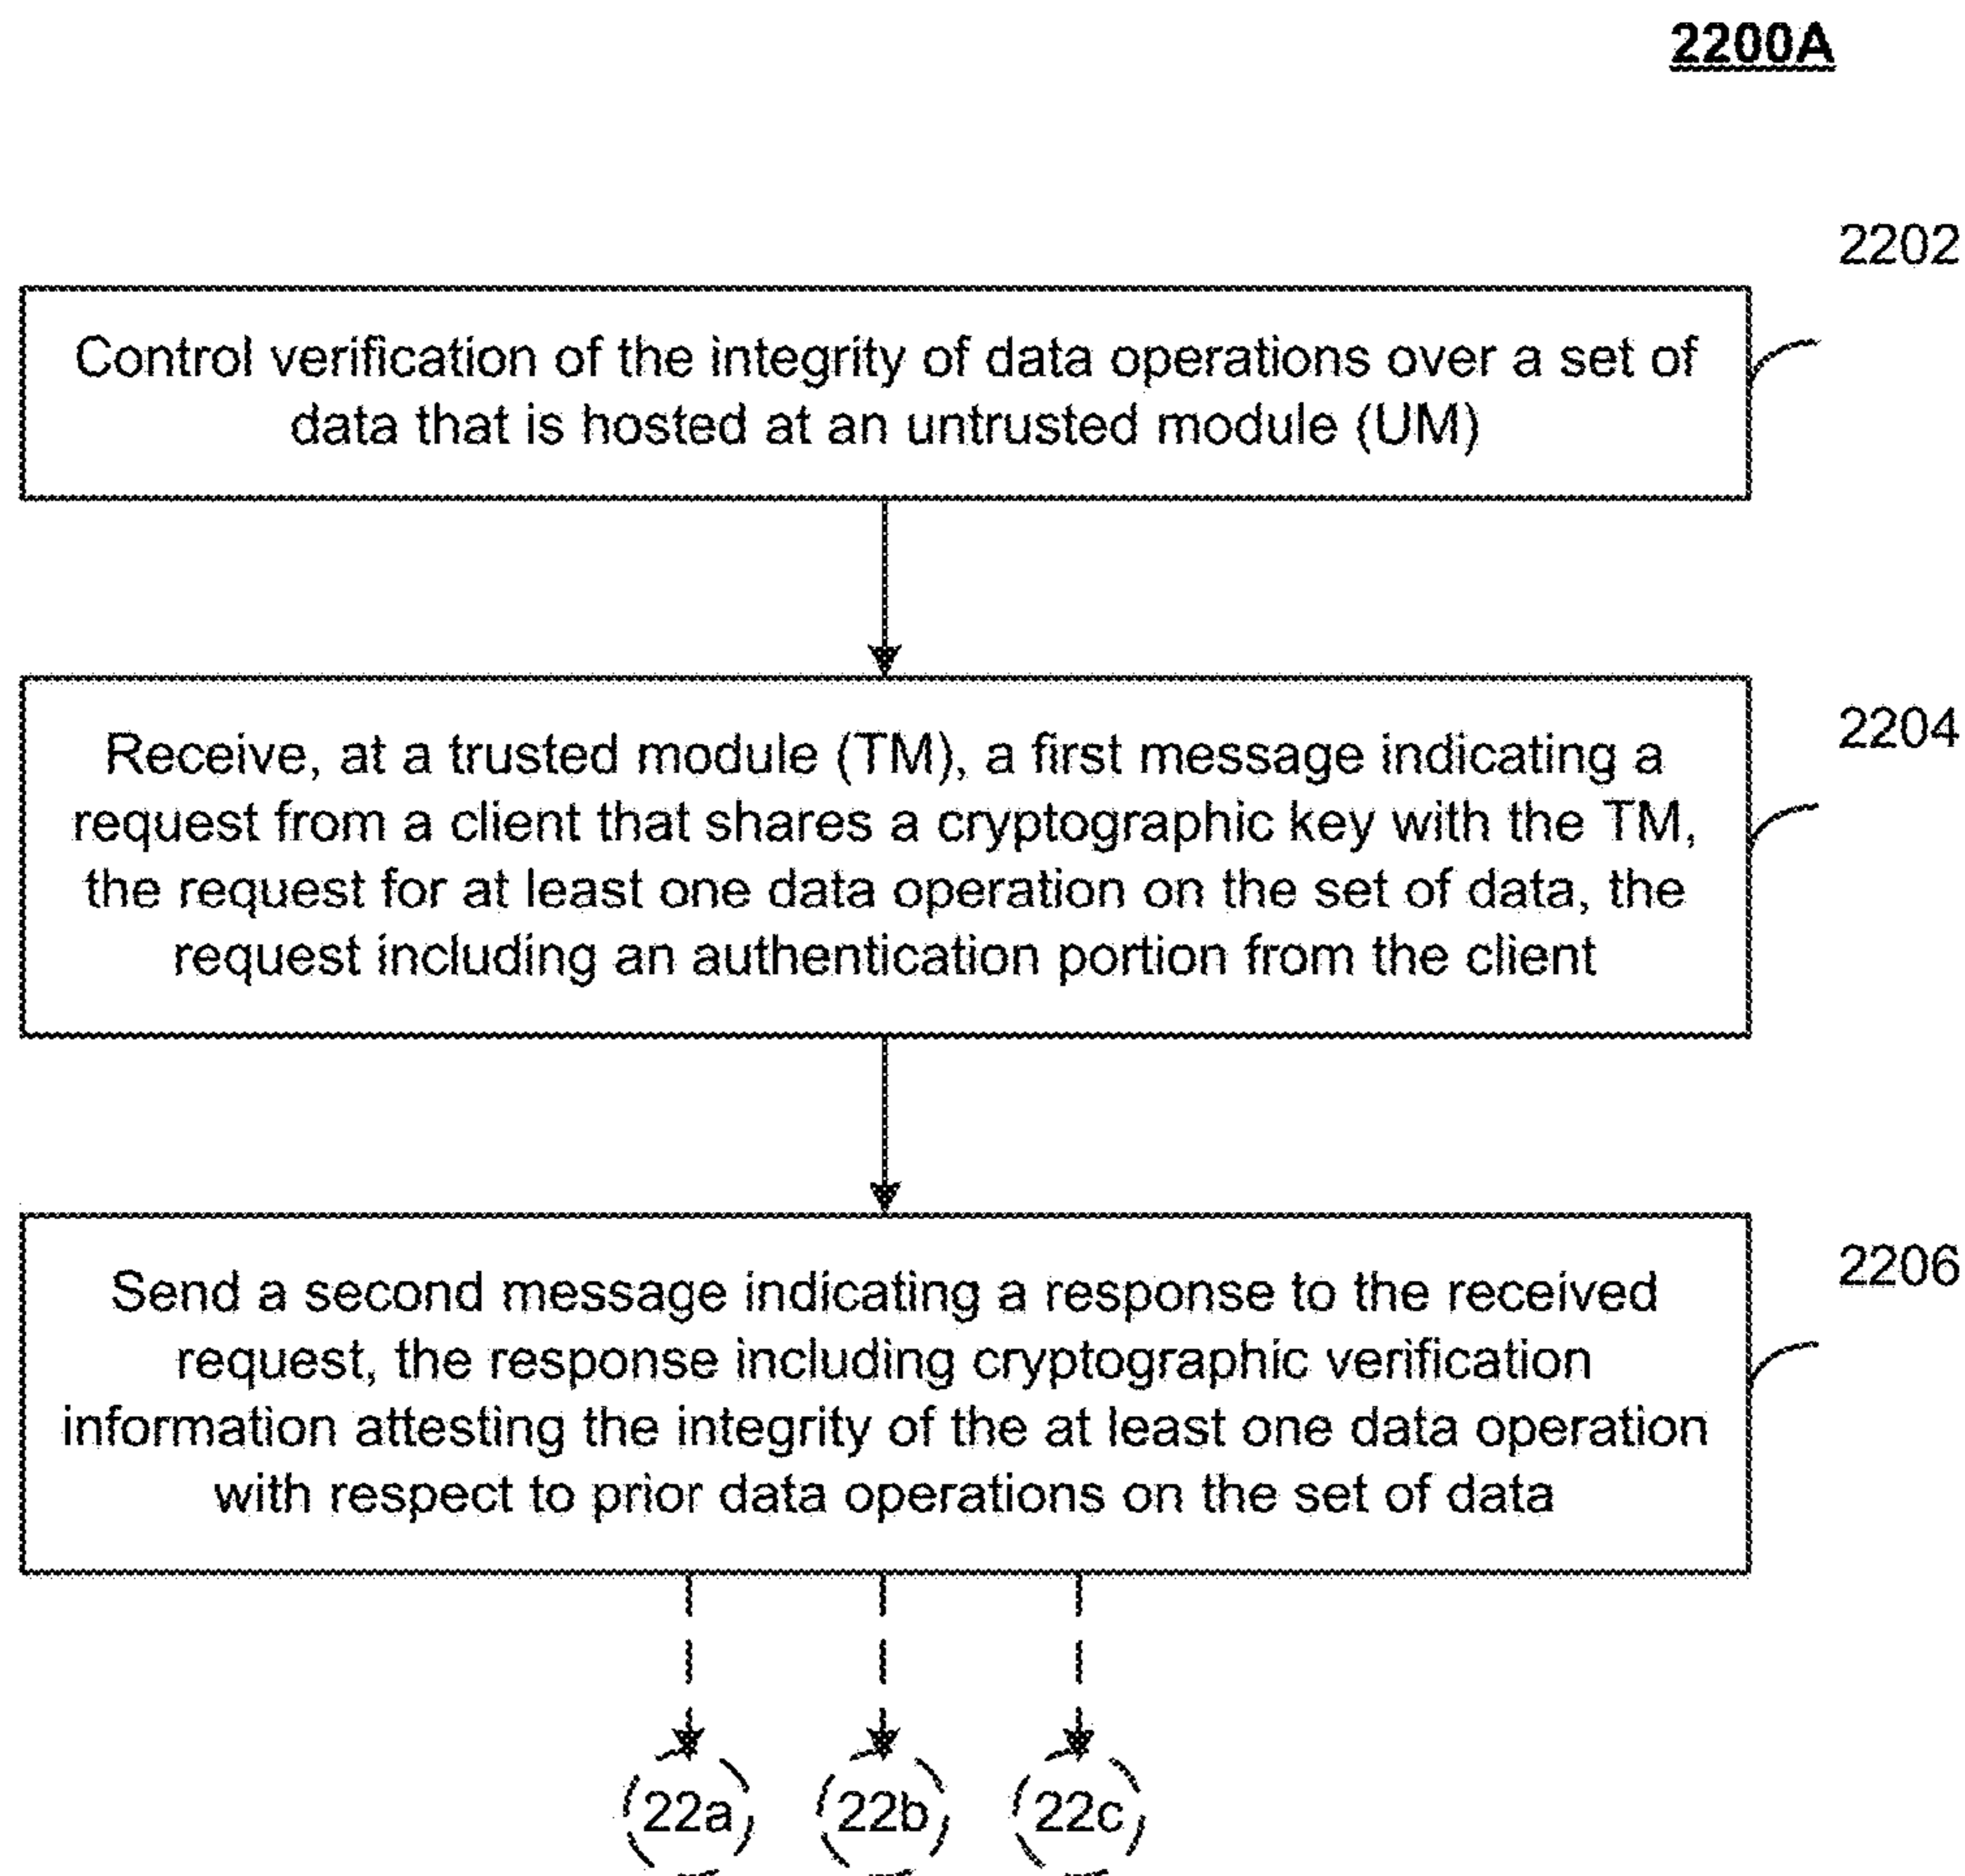 2200A
2202
Control verification of the integrity of data operations over a set of
data that is hosted at an untrusted module (UM)
2204
Receive, at a trusted module (TM), a first message indicating a
request from a client that shares a cryptographic key with the TM,
the request for at least one data operation on the set of data, the
request including an authentication portion from the client
2206
Send a second message indicating a response to the received
request, the response including cryptographic verification
information attesting the integrity of the at least one data operation
with respect to prior data operations on the set of data
22a 22b 22c